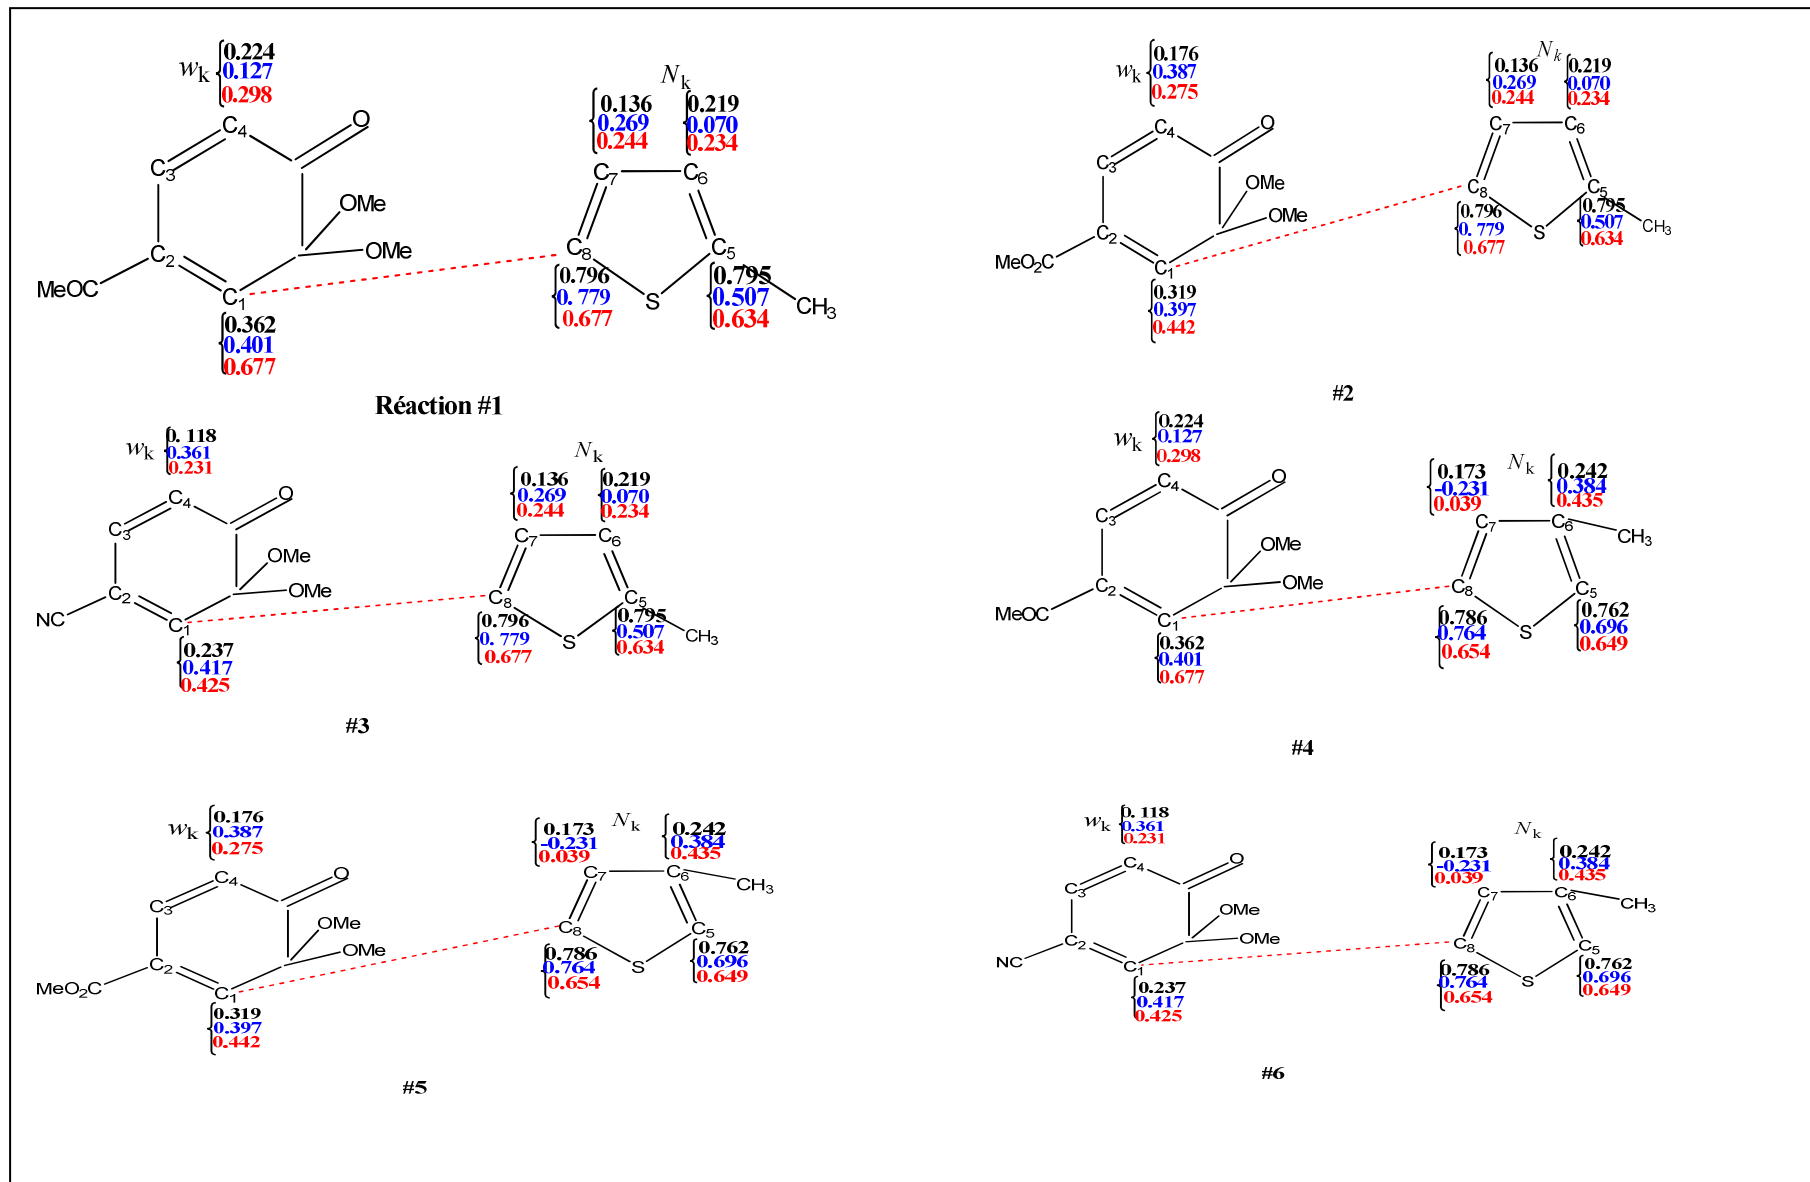 w_k 0.224
0.127
0.298
C4
O
C3
OMe
OMe
C2
MeOC
C1
0.362
0.401
0.677
N_k
0.136
0.269
0.244
0.219
0.070
0.234
C7
C6
C8
C5
0.796
0. 779
0.677
S
0.795
0.507
0.634
CH3
Réaction #1
w_k 0.176
0.387
0.275
C4
O
C3
OMe
OMe
C2
MeO2C
C1
0.319
0.397
0.442
N_k
0.136
0.269
0.244
0.219
0.070
0.234
C7
C6
C8
C5
0.796
0. 779
0.677
S
0.795
0.507
0.634
CH3
#2
w_k 0. 118
0.361
0.231
C4
O
C3
OMe
OMe
C2
NC
C1
0.237
0.417
0.425
N_k
0.136
0.269
0.244
0.219
0.070
0.234
C7
C6
C8
C5
0.796
0. 779
0.677
S
0.795
0.507
0.634
CH3
#3
w_k 0.224
0.127
0.298
C4
O
C3
OMe
OMe
C2
MeOC
C1
0.362
0.401
0.677
N_k
0.173
-0.231
0.039
0.242
0.384
0.435
C7
C6
CH3
C8
C5
0.786
0.764
0.654
S
0.762
0.696
0.649
#4
w_k 0.176
0.387
0.275
C4
O
C3
OMe
OMe
C2
MeO2C
C1
0.319
0.397
0.442
N_k
0.173
-0.231
0.039
0.242
0.384
0.435
C7
C6
CH3
C8
C5
0.786
0.764
0.654
S
0.762
0.696
0.649
#5
w_k 0. 118
0.361
0.231
C4
O
C3
OMe
OMe
C2
NC
C1
0.237
0.417
0.425
N_k
0.173
-0.231
0.039
0.242
0.384
0.435
C7
C6
CH3
C8
C5
0.786
0.764
0.654
S
0.762
0.696
0.649
#6